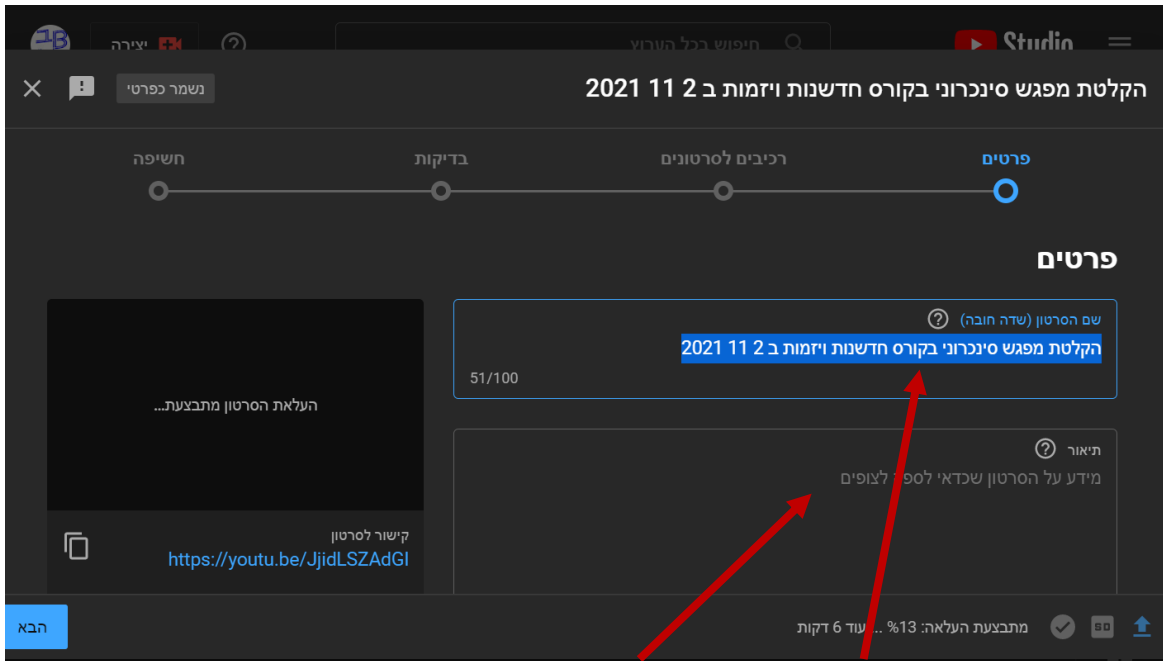 Studio
חיפוש בכל הערוץ
יצירה
1B
הקלטת מפגש סינכרוני בקורס חדשנות ויזמות ב 2 11 2021
נשמר כפרטי
פרטים
רכיבים לסרטונים
בדיקות
חשיפה
פרטים
שם הסרטון (שדה חובה)
הקלטת מפגש סינכרוני בקורס חדשנות ויזמות ב 2 11 2021
51/100
תיאור
מידע על הסרטון שכדאי לספר לצופים
העלאת הסרטון מתבצעת...
קישור לסרטון
https://youtu.be/JjidLSZAdGI
SD
מתבצעת העלאה: 13% ... עוד 6 דקות
הבא